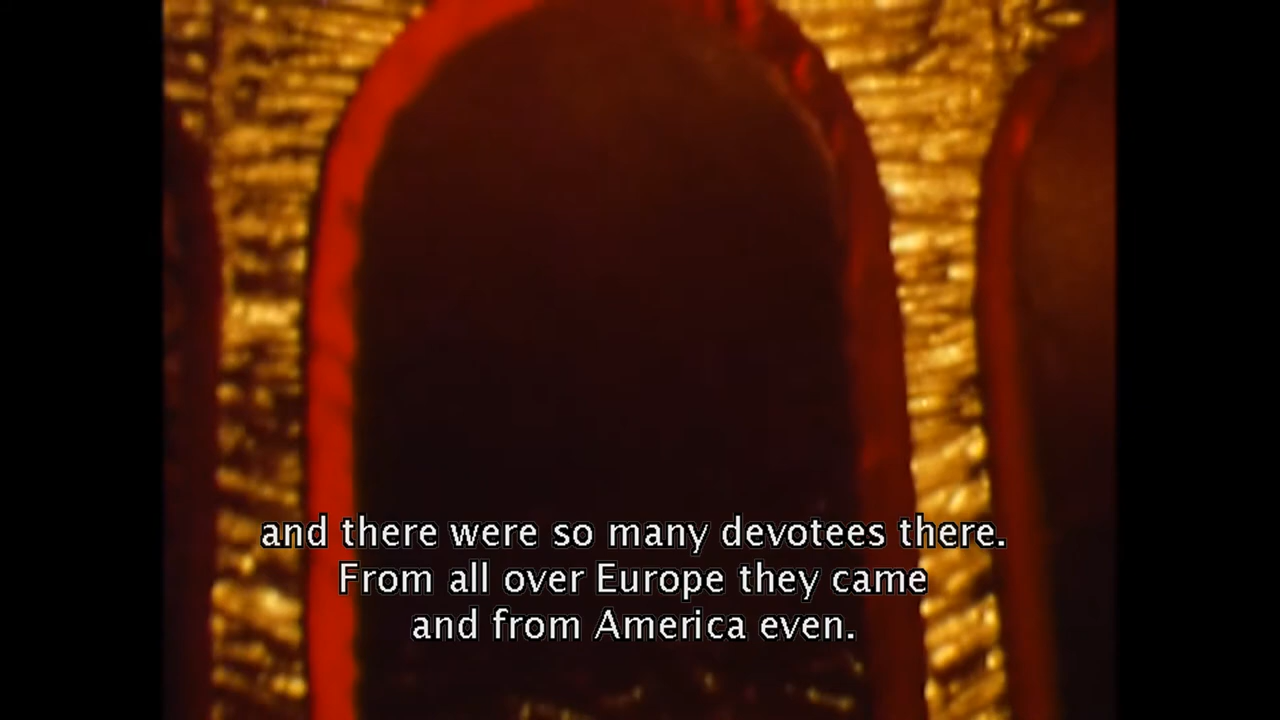 and there were so many devotees there.
From all over Europe they came
and from America even.